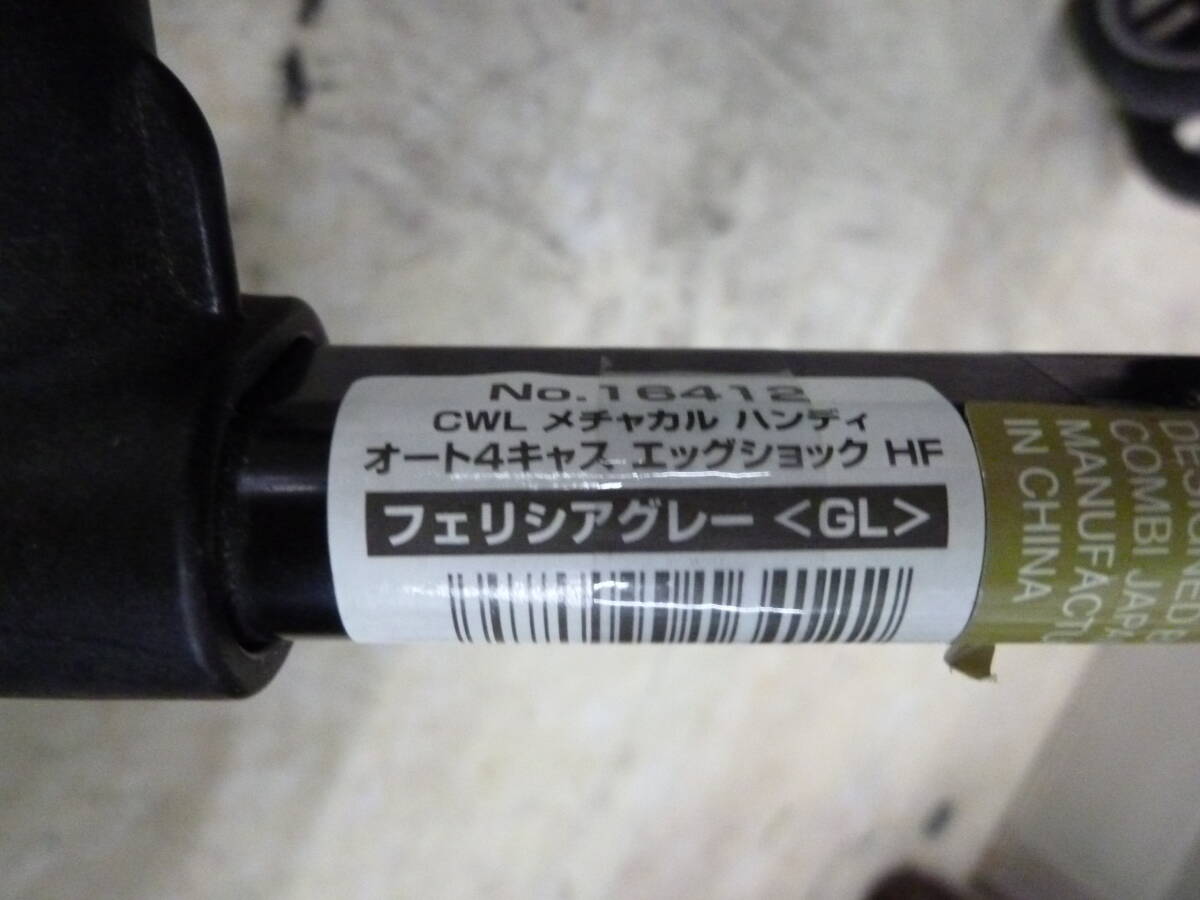 No.16412
CWL メチャカル ハンディ
オート4キャス エッグショック HF
フェリシアグレー <GL>
COMBI
IN CHINA